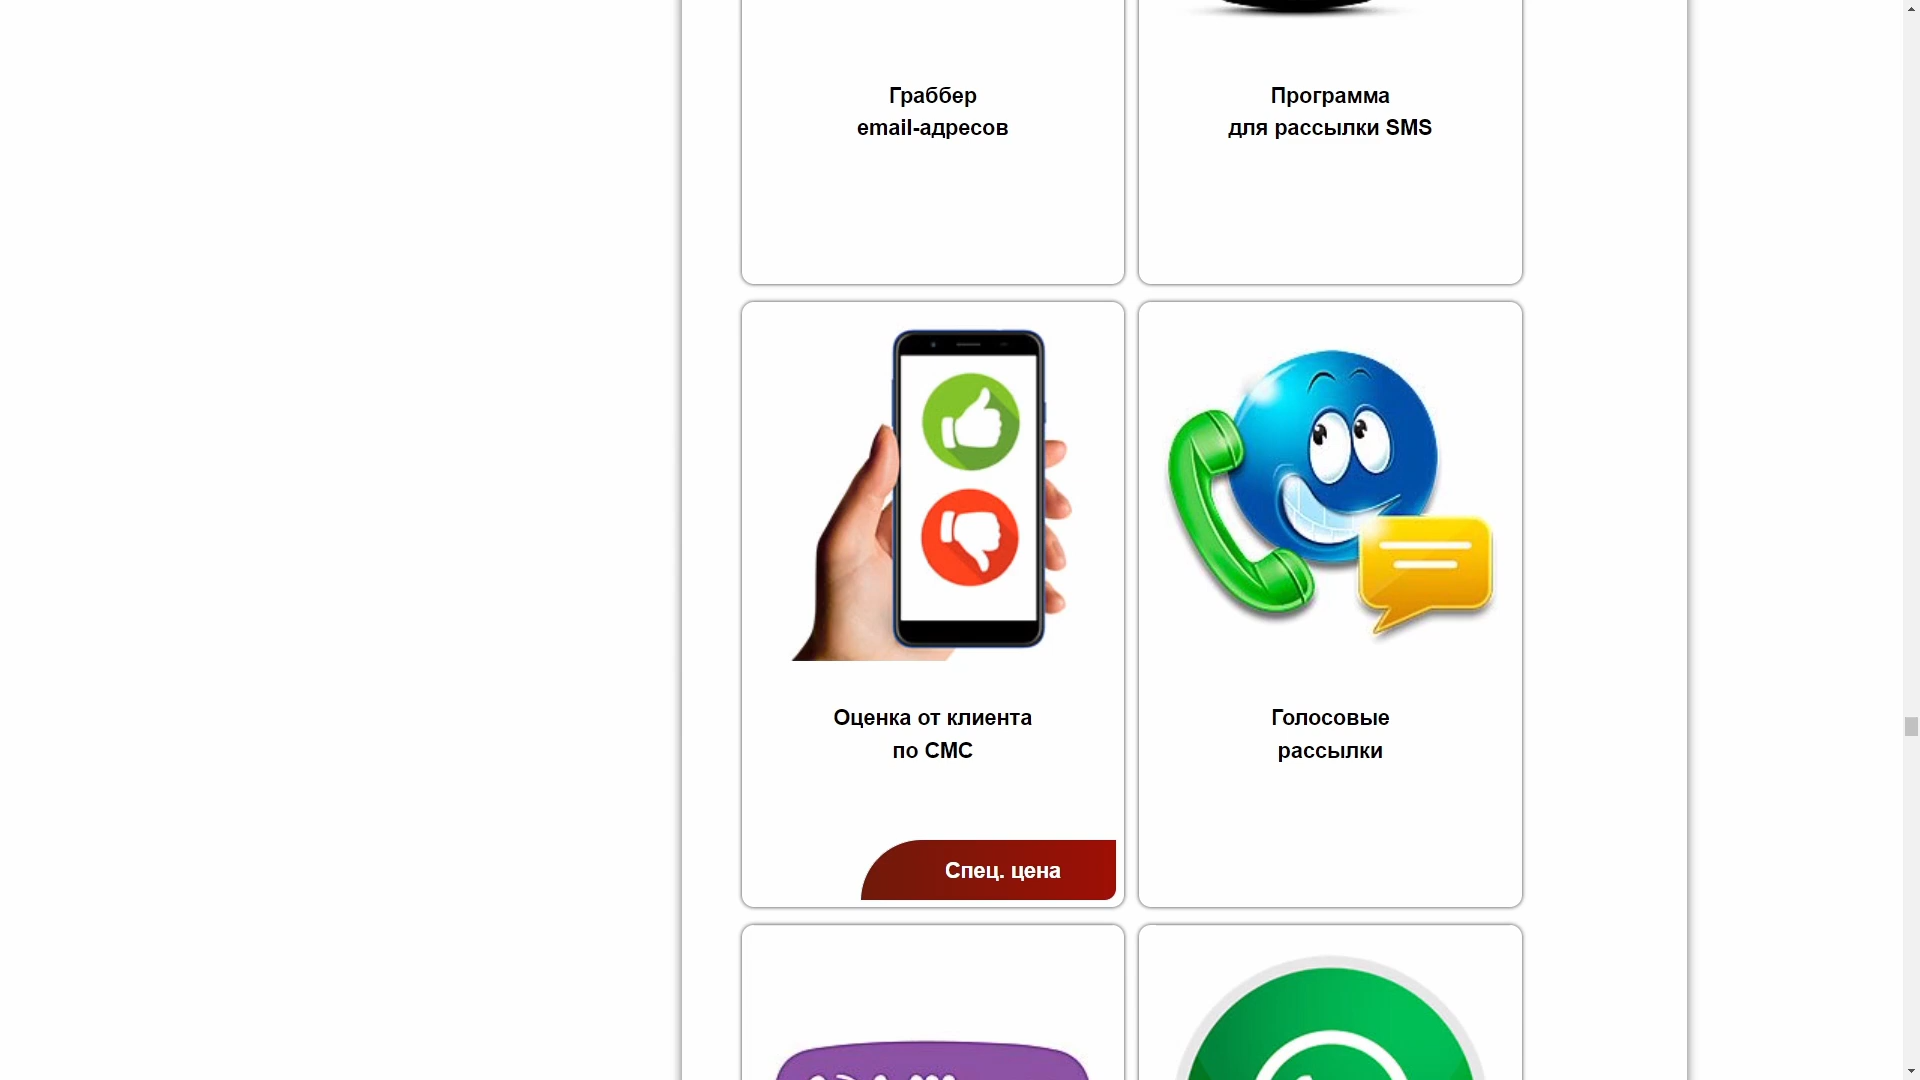 Граббер
email-адресов
Программа
для рассылки SMS
Оценка от клиента
по СМС
Голосовые
рассылки
Спец. цена